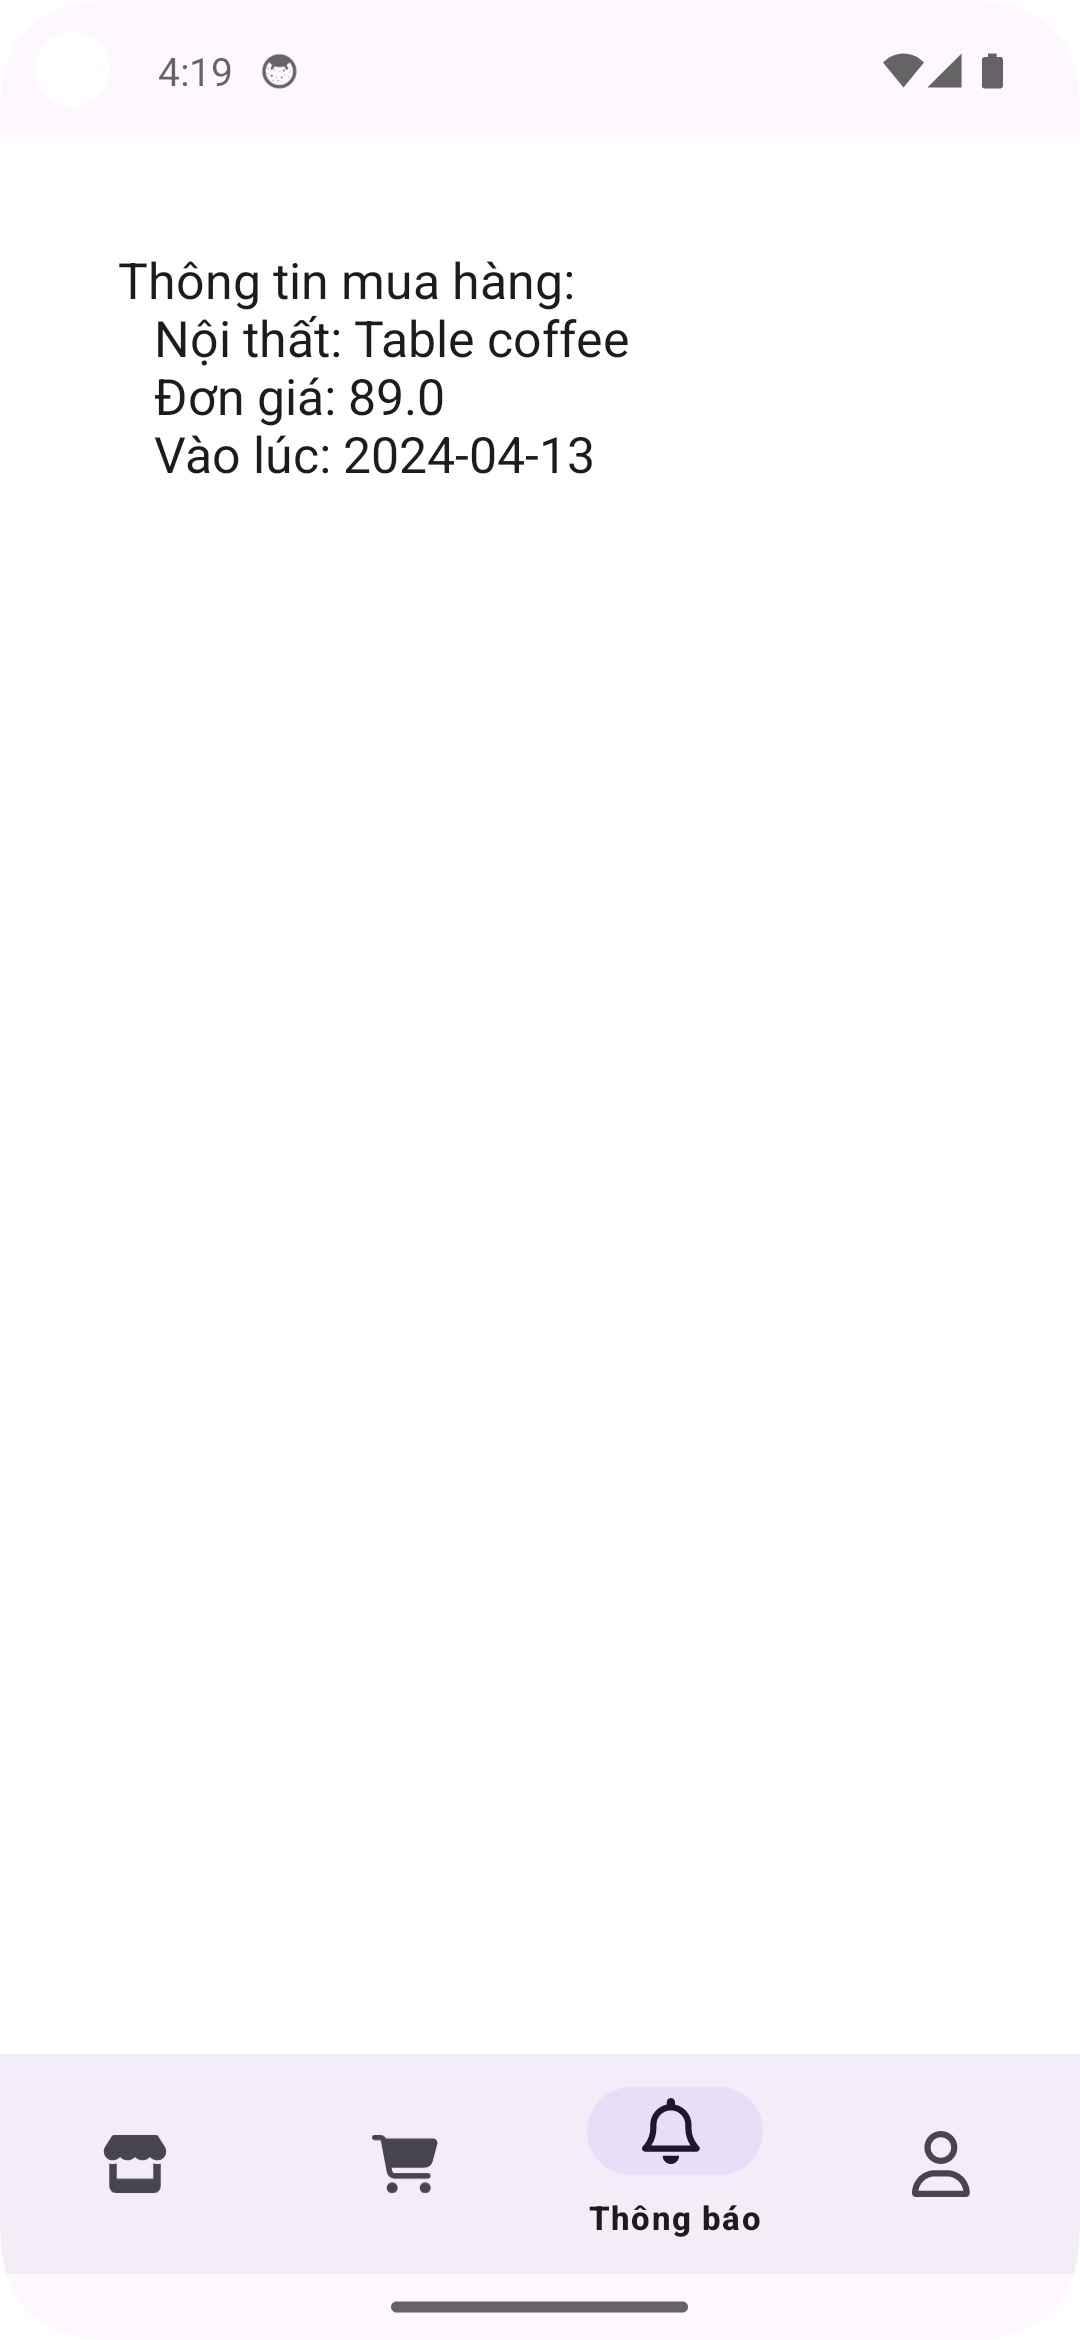 4:19
Thông tin mua hàng:
Nội thất: Table coffee
Đơn giá: 89.0
Vào lúc: 2024-04-13
Thông báo